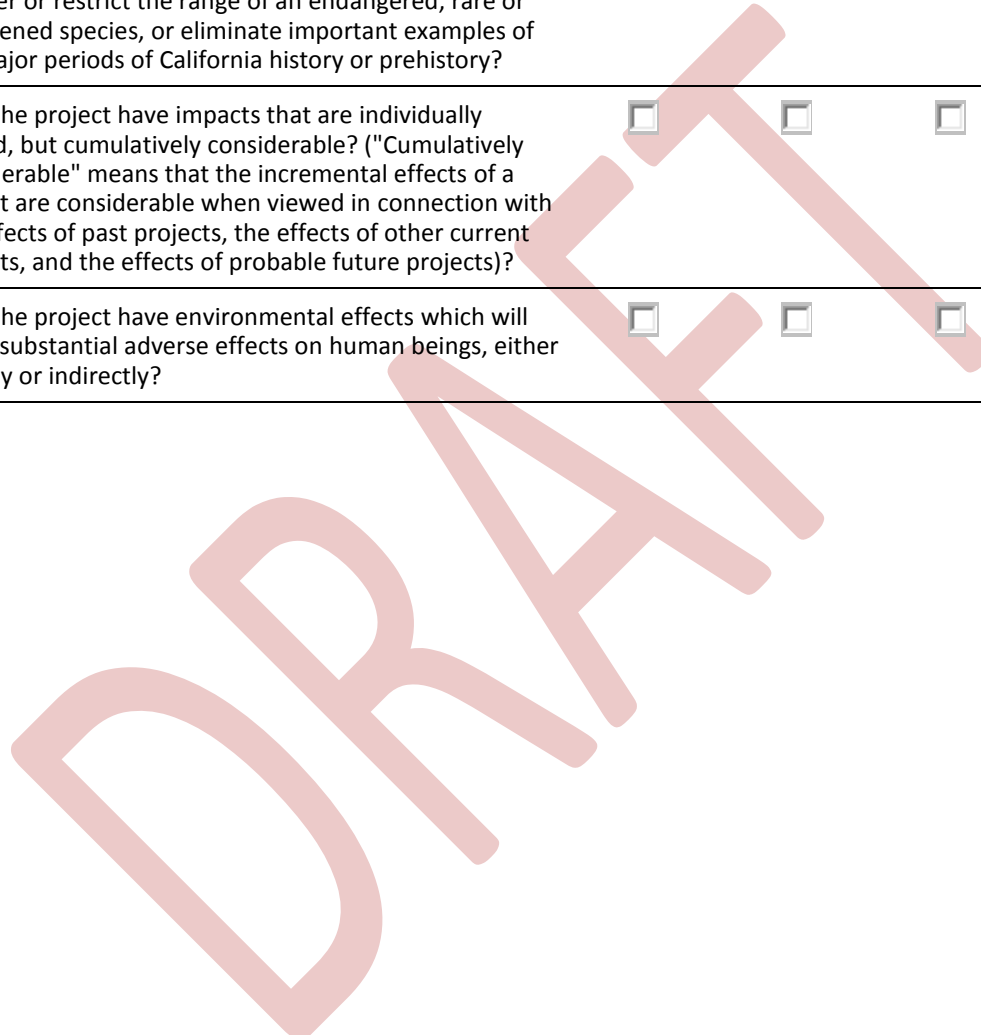 er or restrict the range of an endangered, rare or
ened species, or eliminate important examples of
ajor periods of California history or prehistory?
he project have impacts that are individually
d, but cumulatively considerable? ("Cumulatively
erable" means that the incremental effects of a
t are considerable when viewed in connection with
fects of past projects, the effects of other current
ts, and the effects of probable future projects)?
he project have environmental effects which will
substantial adverse effects on human beings, either
y or indirectly?
DRAFT